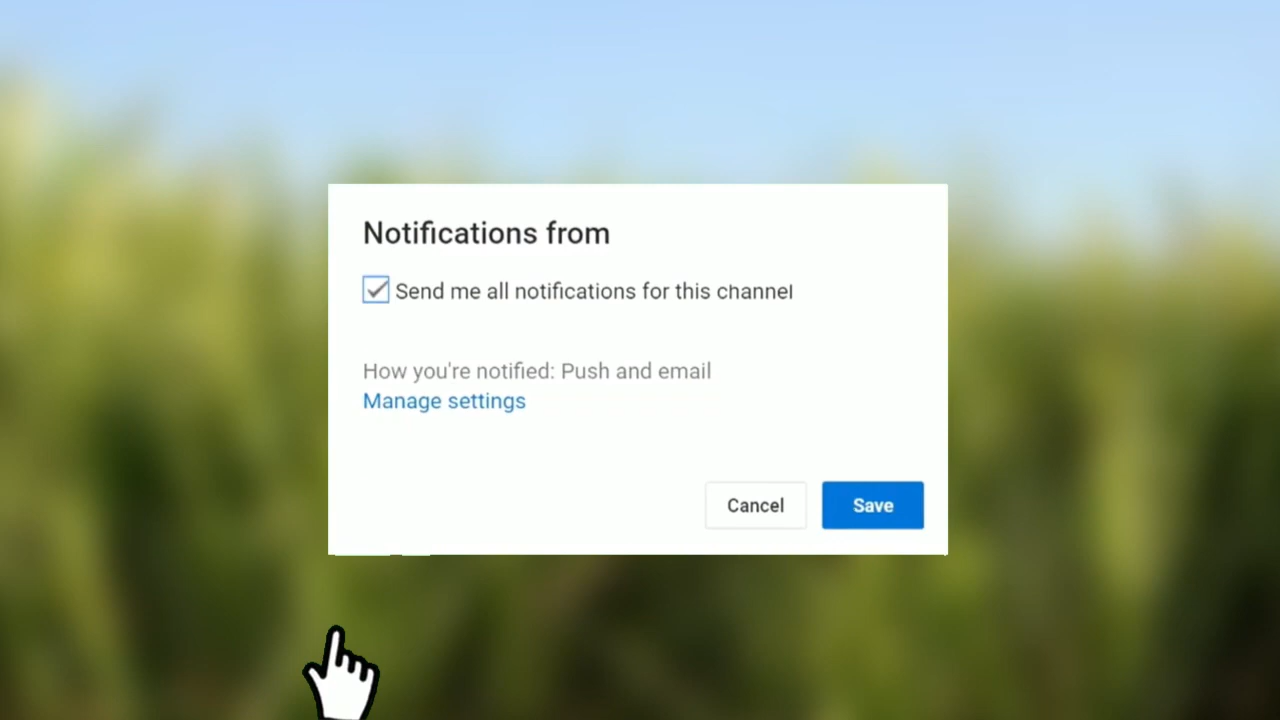 Notifications from
Send me all notifications for this channel
How you're notified: Push and email
Manage settings
Cancel
Save